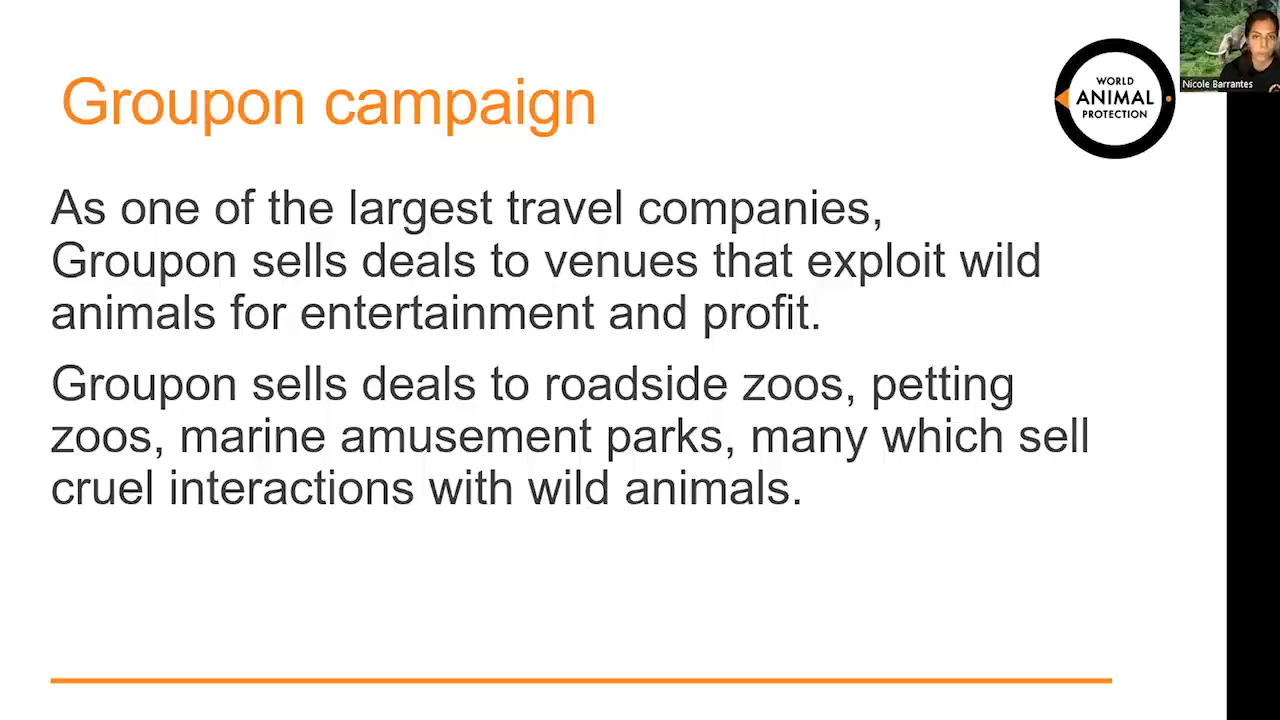 Groupon campaign
WORLD
ANIMAL
PROTECTION
Nicole Barrantes
As one of the largest travel companies,
Groupon sells deals to venues that exploit wild
animals for entertainment and profit.
Groupon sells deals to roadside zoos, petting
zoos, marine amusement parks, many which sell
cruel interactions with wild animals.